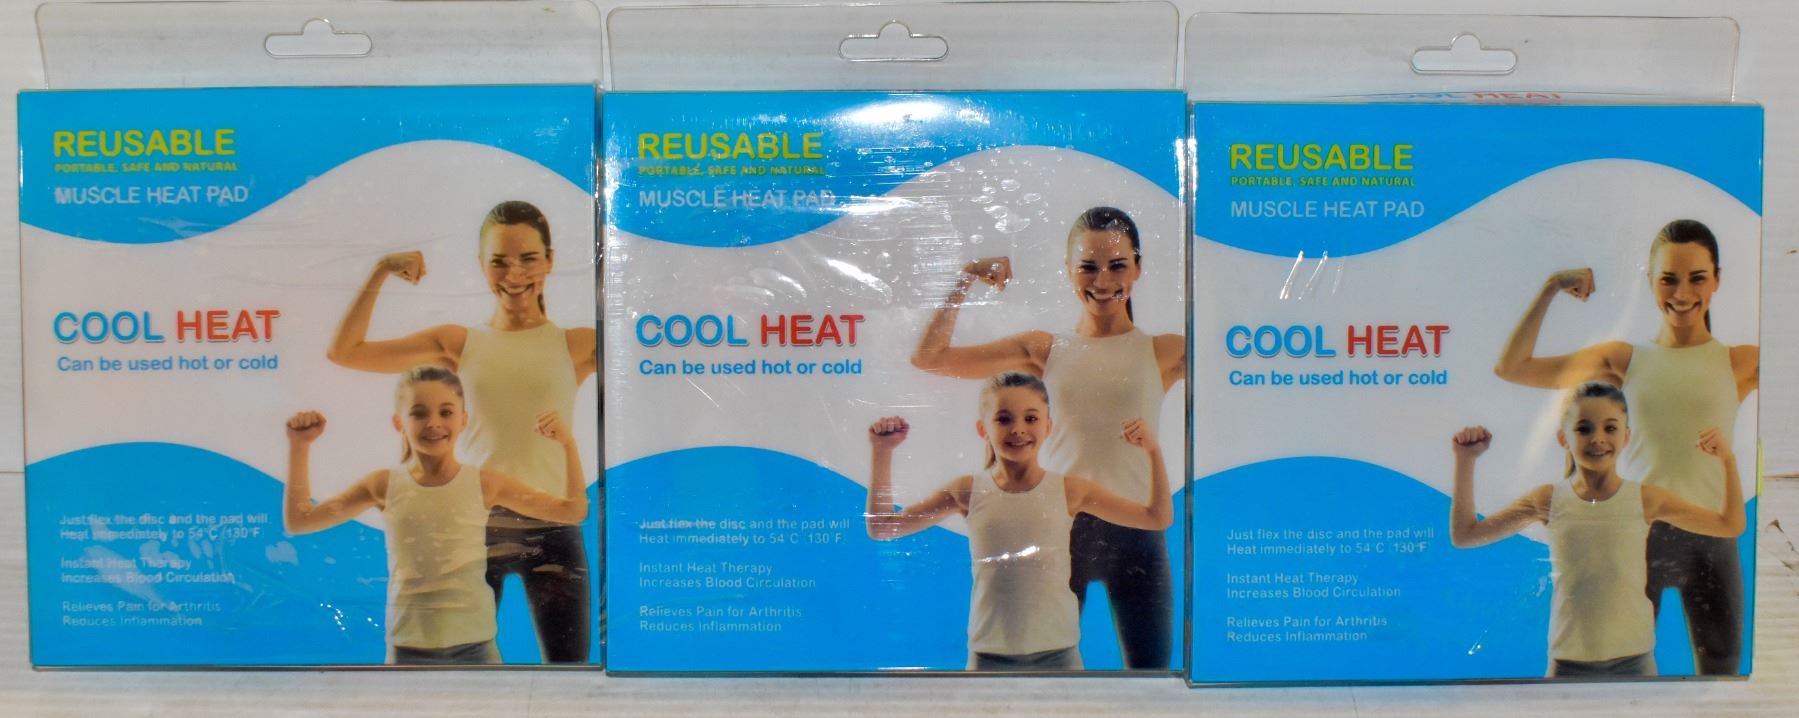 REUSABLE
PORTABLE, SAFE AND NATURAL
MUSCLE HEAT PAD
COOL HEAT
Can be used hot or cold
Just flex the disc and the pad will
Heat immediately to 54°C (130°F
Instant Heat Therapy
Increases Blood Circulation
Relieves Pain for Arthritis
Reduces Inflammation
REUSABLE
PORTABLE, SAFE AND NATURAL
MUSCLE HEAT PAD
COOL HEAT
Can be used hot or cold
Just flex the disc and the pad will
Heat immediately to 54°C (130°F)
Instant Heat Therapy
Increases Blood Circulation
Relieves Pain for Arthritis
Reduces Inflammation
COOL HEAT
REUSABLE
PORTABLE, SAFE AND NATURAL
MUSCLE HEAT PAD
COOL HEAT
Can be used hot or cold
Just flex the disc and the pad will
Heat immediately to 54°C (130°F)
Instant Heat Therapy
Increases Blood Circulation
Relieves Pain for Arthritis
Reduces Inflammation